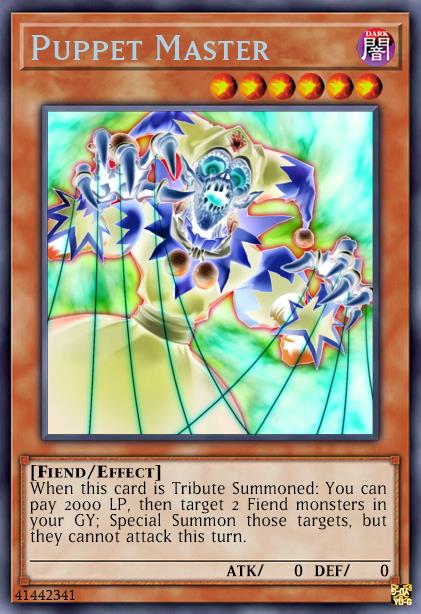 Puppet Master
DARK
闇
[Fiend/Effect]
When this card is Tribute Summoned: You can
pay 2000 LP, then target 2 Fiend monsters in
your GY; Special Summon those targets, but
they cannot attack this turn.
ATK/ 0 DEF/ 0
41442341